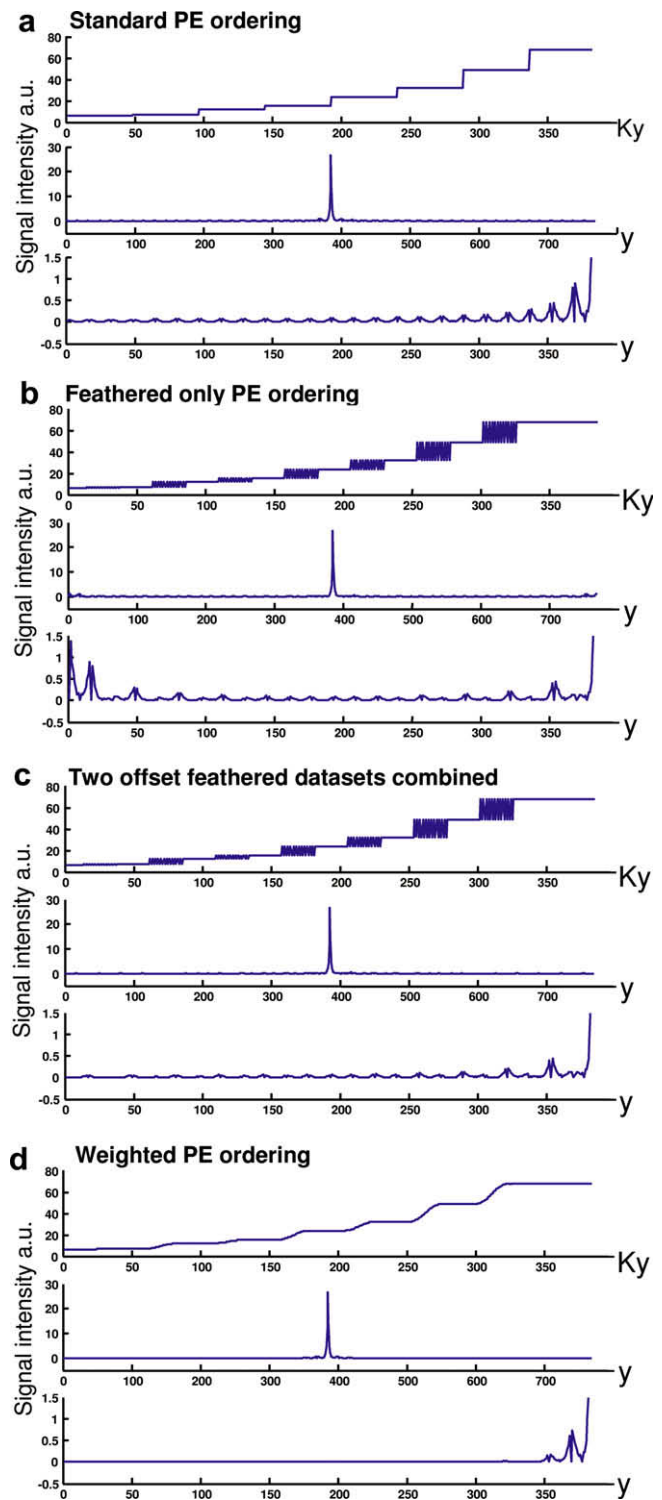 a Standard PE ordering
Signal intensity a.u.
80
60
40
20
0
0 50 100 150 200 250 300 350
Ky
30
20
10
0
0 100 200 300 400 500 600 700
y
1.5
1
0.5
0
-0.5
0 50 100 150 200 250 300 350
y
b Feathered only PE ordering
Signal intensity a.u.
80
60
40
20
0
0 50 100 150 200 250 300 350
Ky
30
20
10
0
0 100 200 300 400 500 600 700
y
1.5
1
0.5
0
-0.5
0 50 100 150 200 250 300 350
y
c Two offset feathered datasets combined
Signal intensity a.u.
80
60
40
20
0
0 50 100 150 200 250 300 350
Ky
30
20
10
0
0 100 200 300 400 500 600 700
y
1.5
1
0.5
0
-0.5
0 50 100 150 200 250 300 350
y
d Weighted PE ordering
Signal intensity a.u.
80
60
40
20
0
0 50 100 150 200 250 300 350
Ky
30
20
10
0
0 100 200 300 400 500 600 700
y
1.5
1
0.5
0
-0.5
0 50 100 150 200 250 300 350
y